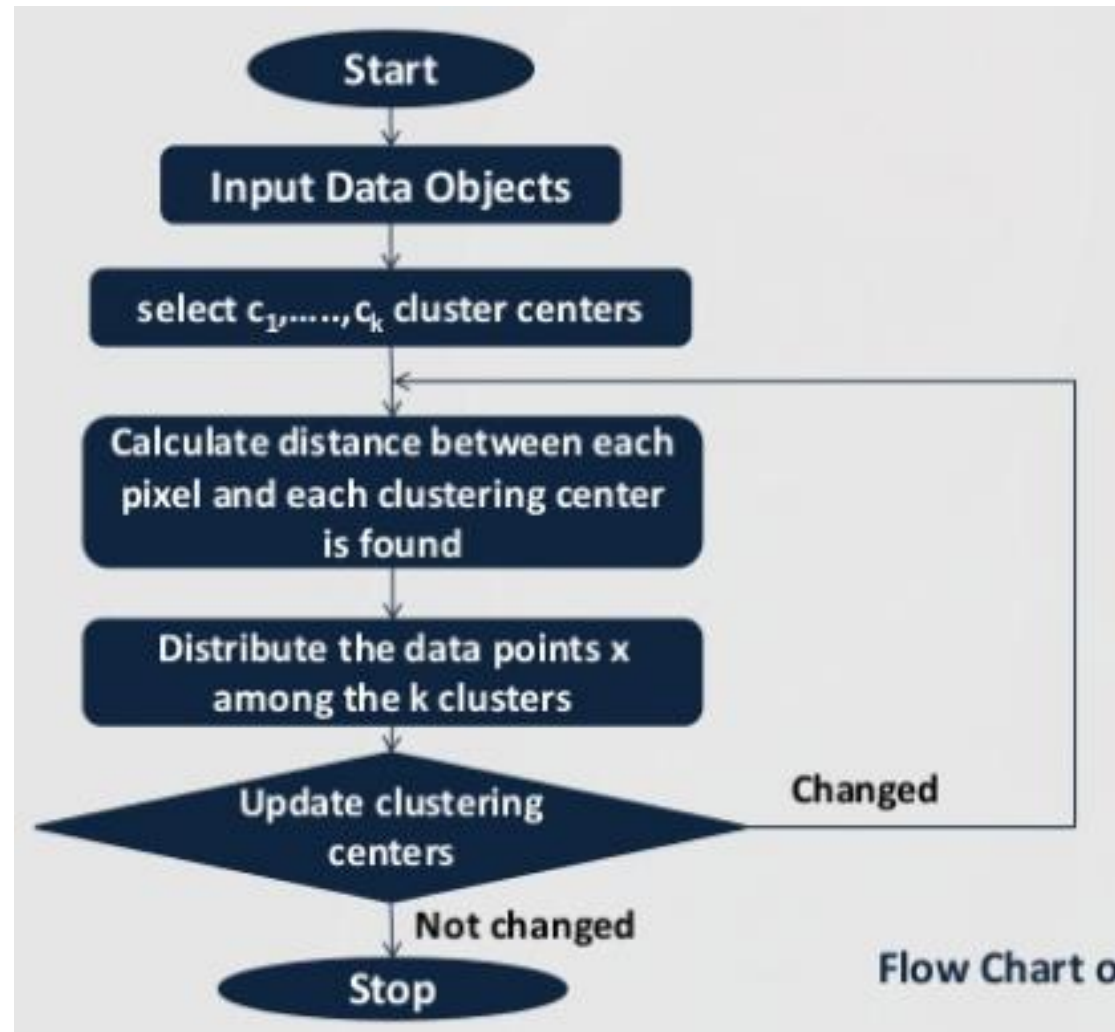 Start
Input Data Objects
select c₁,.....,cₖ cluster centers
Calculate distance between each
pixel and each clustering center
is found
Distribute the data points x
among the k clusters
Update clustering
centers
Changed
Not changed
Stop
Flow Chart o